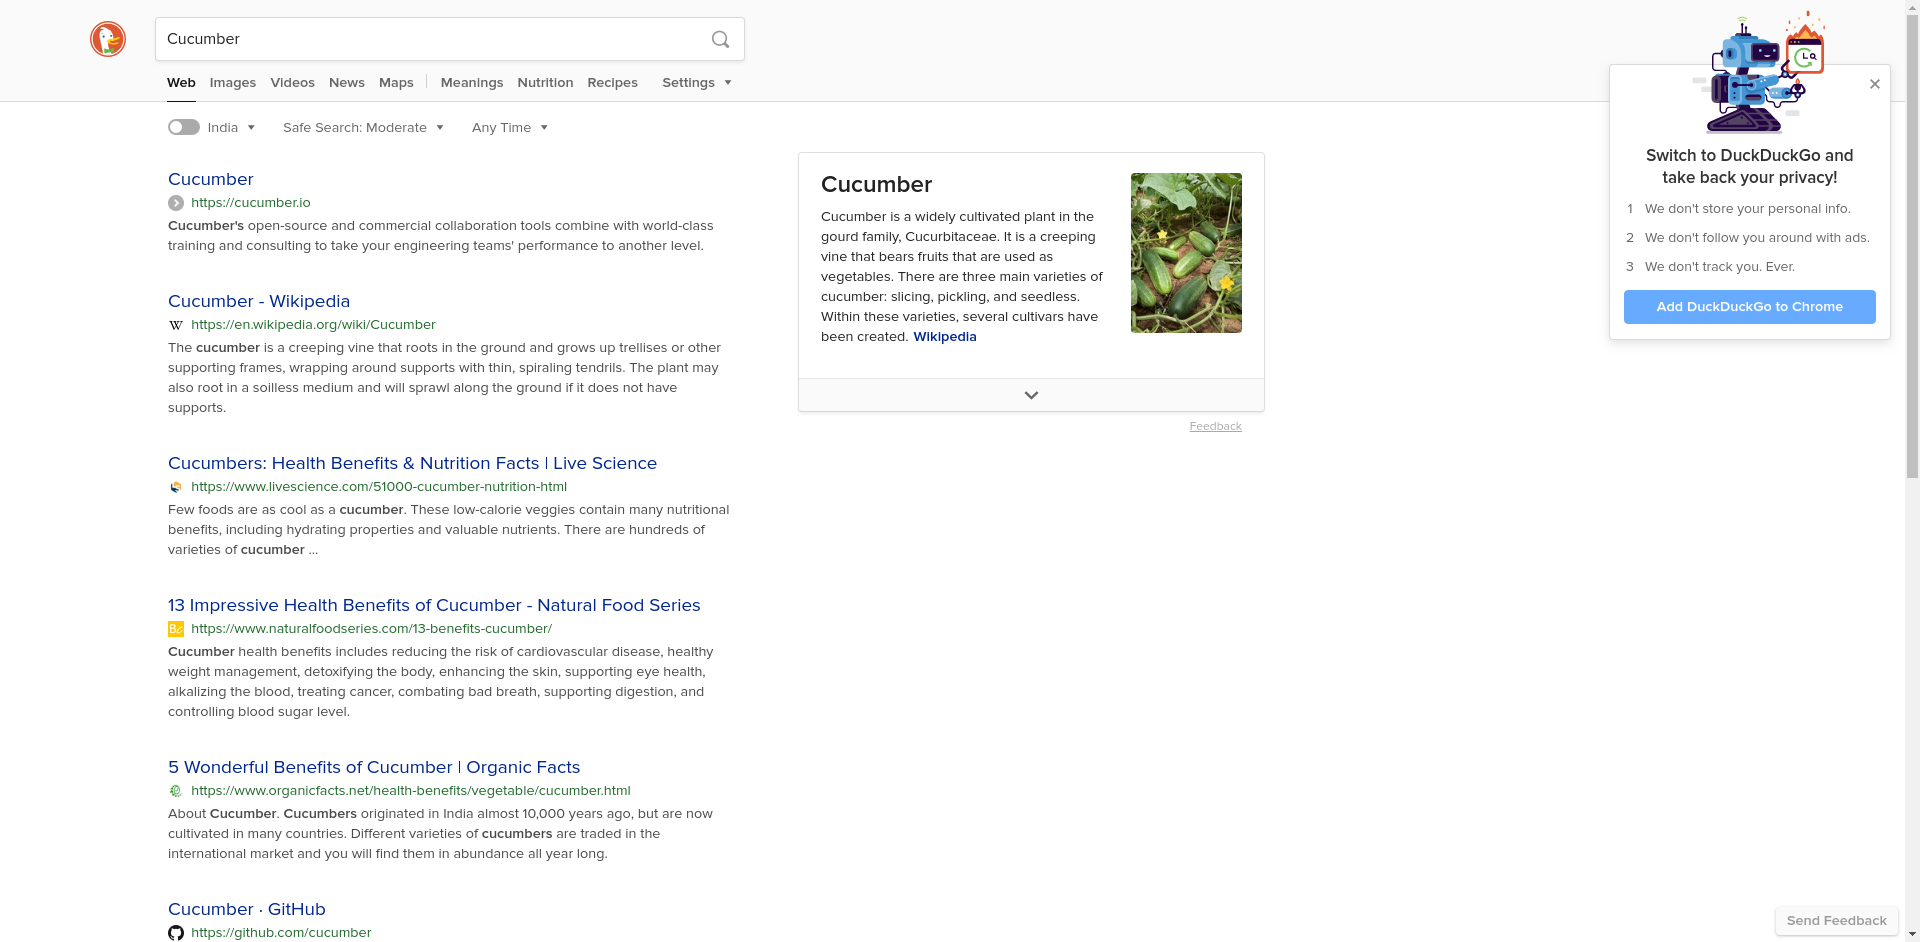 Cucumber
Web Images Videos News Maps Meanings Nutrition Recipes Settings
India Safe Search: Moderate Any Time
Cucumber
https://cucumber.io
Cucumber's open-source and commercial collaboration tools combine with world-class
training and consulting to take your engineering teams' performance to another level.
Cucumber - Wikipedia
W https://en.wikipedia.org/wiki/Cucumber
The cucumber is a creeping vine that roots in the ground and grows up trellises or other
supporting frames, wrapping around supports with thin, spiraling tendrils. The plant may
also root in a soilless medium and will sprawl along the ground if it does not have
supports.
Cucumbers: Health Benefits & Nutrition Facts | Live Science
https://www.livescience.com/51000-cucumber-nutrition-html
Few foods are as cool as a cucumber. These low-calorie veggies contain many nutritional
benefits, including hydrating properties and valuable nutrients. There are hundreds of
varieties of cucumber ...
13 Impressive Health Benefits of Cucumber - Natural Food Series
https://www.naturalfoodseries.com/13-benefits-cucumber/
Cucumber health benefits includes reducing the risk of cardiovascular disease, healthy
weight management, detoxifying the body, enhancing the skin, supporting eye health,
alkalizing the blood, treating cancer, combating bad breath, supporting digestion, and
controlling blood sugar level.
5 Wonderful Benefits of Cucumber | Organic Facts
https://www.organicfacts.net/health-benefits/vegetable/cucumber.html
About Cucumber. Cucumbers originated in India almost 10,000 years ago, but are now
cultivated in many countries. Different varieties of cucumbers are traded in the
international market and you will find them in abundance all year long.
Cucumber · GitHub
https://github.com/cucumber
Cucumber
Cucumber is a widely cultivated plant in the
gourd family, Cucurbitaceae. It is a creeping
vine that bears fruits that are used as
vegetables. There are three main varieties of
cucumber: slicing, pickling, and seedless.
Within these varieties, several cultivars have
been created. Wikipedia
Feedback
Switch to DuckDuckGo and
take back your privacy!
1 We don't store your personal info.
2 We don't follow you around with ads.
3 We don't track you. Ever.
Add DuckDuckGo to Chrome
Send Feedback